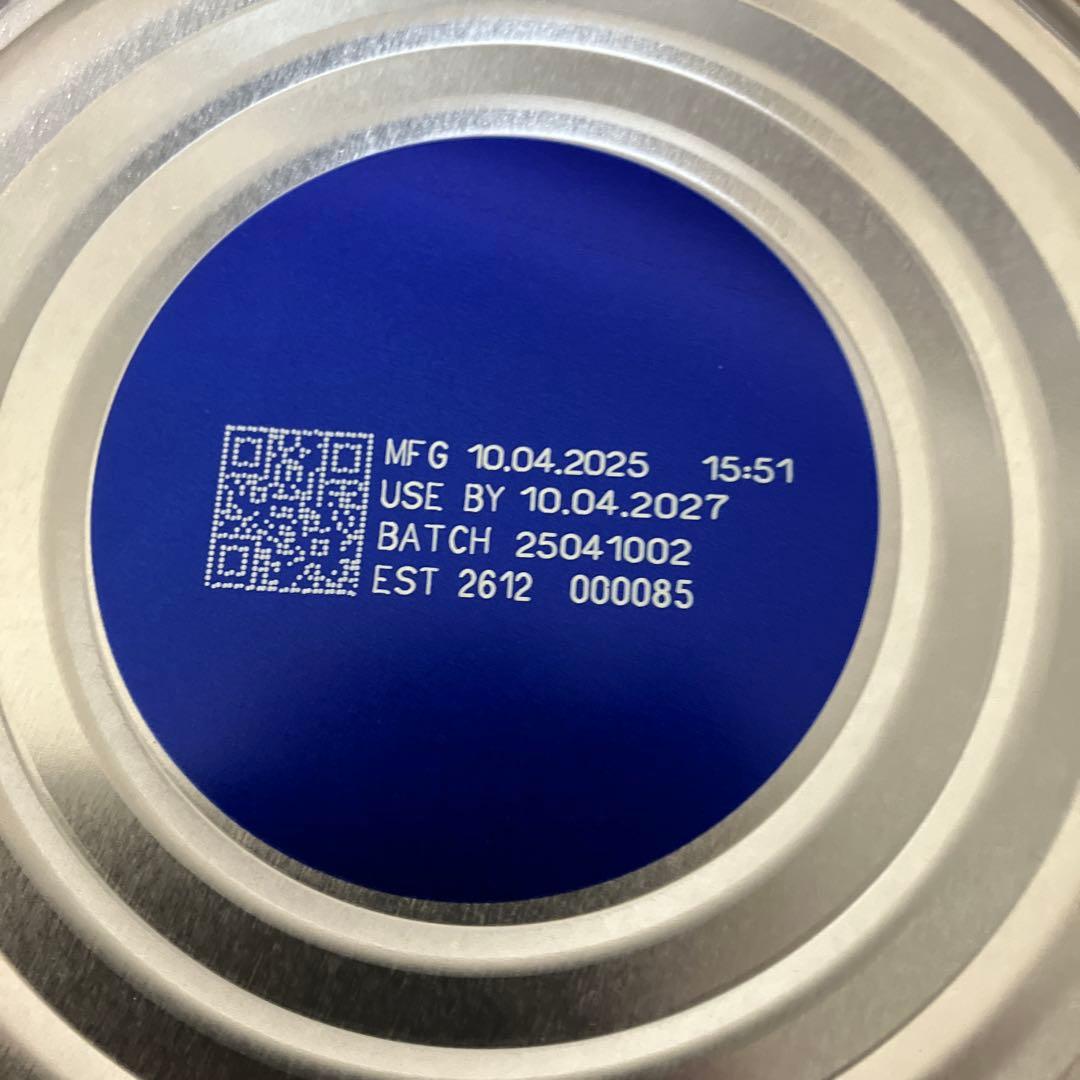 MFG 10.04.2025 15:51
USE BY 10.04.2027
BATCH 25041002
EST 2612 000085